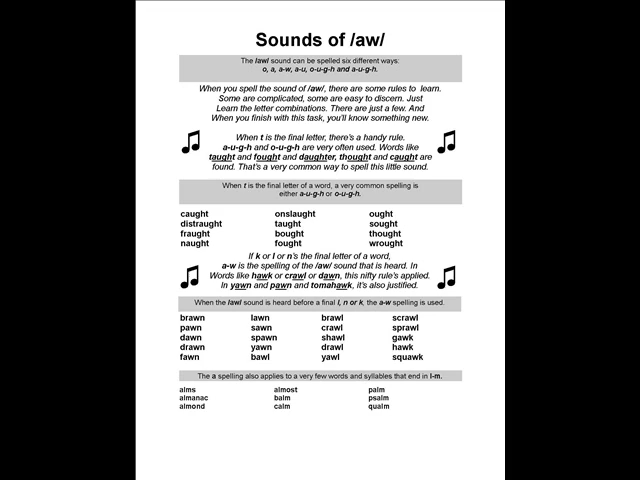 Sounds of /aw/
The /aw/ sound can be spelled six different ways:
o, a, a-w, a-u, o-u-g-h and a-u-g-h.
When you spell the sound of /aw/, there are some rules to learn.
Some are complicated, some are easy to discern. Just
Learn the letter combinations. There are just a few. And
When you finish with this task, you'll know something new.
When t is the final letter, there's a handy rule.
a-u-g-h and o-u-g-h are very often used. Words like
taught and fought and daughter, thought and caught are
found. That's a very common way to spell this little sound.
When t is the final letter of a word, a very common spelling is
either a-u-g-h or o-u-g-h.
caught onslaught ought
distraught taught sought
fraught bought thought
naught fought wrought
If k or l or n's the final letter of a word,
a-w is the spelling of the /aw/ sound that is heard. In
Words like hawk or crawl or dawn, this nifty rule's applied.
In yawn and pawn and tomahawk, it's also justified.
When the /aw/ sound is heard before a final l, n or k, the a-w spelling is used.
brawn lawn brawl scrawl
pawn sawn crawl sprawl
dawn spawn shawl gawk
drawn yawn drawl hawk
fawn bawl yawl squawk
The a spelling also applies to a very few words and syllables that end in l-m.
alms almost palm
almanac balm psalm
almond calm qualm